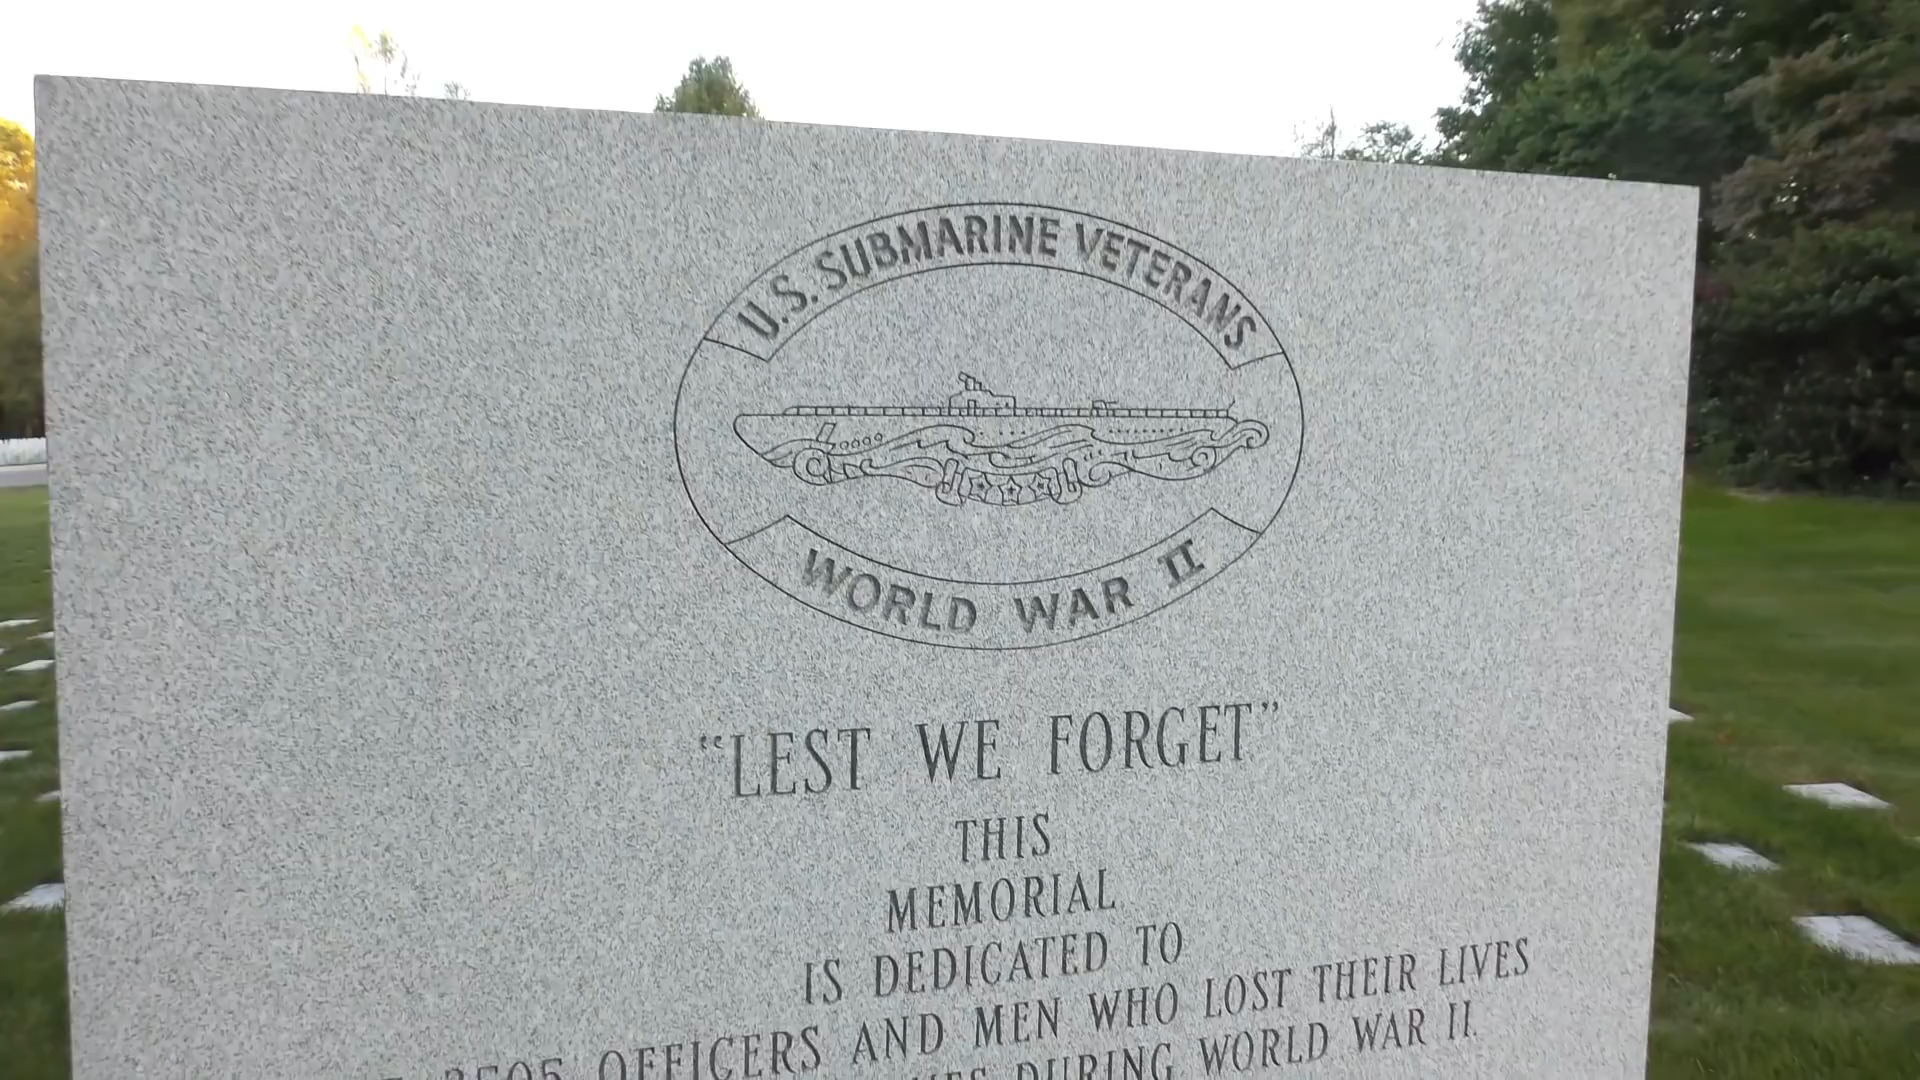 U.S. SUBMARINE VETERANS
WORLD WAR II
“LEST WE FORGET”
THIS
MEMORIAL
IS DEDICATED TO
OFFICERS AND MEN WHO LOST THEIR LIVES
DURING WORLD WAR II.